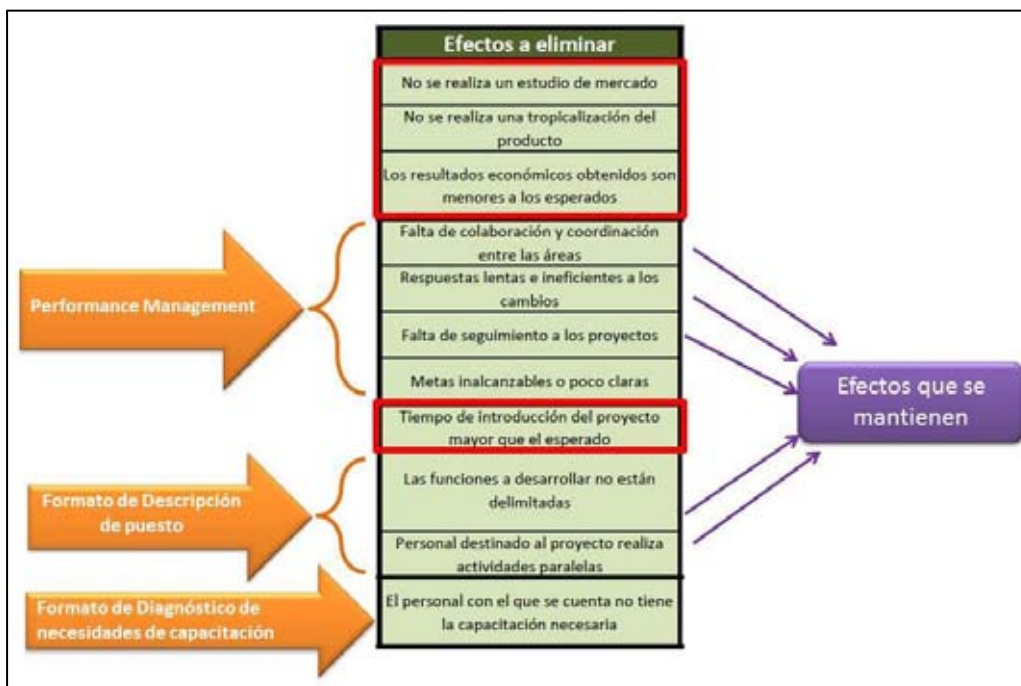 Efectos a eliminar
No se realiza un estudio de mercado
No se realiza una tropicalización del
producto
Los resultados económicos obtenidos son
menores a los esperados
Falta de colaboración y coordinación
entre las áreas
Respuestas lentas e ineficientes a los
cambios
Falta de seguimiento a los proyectos
Metas inalcanzables o poco claras
Tiempo de introducción del proyecto
mayor que el esperado
Las funciones a desarrollar no están
delimitadas
Personal destinado al proyecto realiza
actividades paralelas
El personal con el que se cuenta no tiene
la capacitación necesaria
Performance Management
Formato de Descripción
de puesto
Formato de Diagnóstico de
necesidades de capacitación
Efectos que se
mantienen